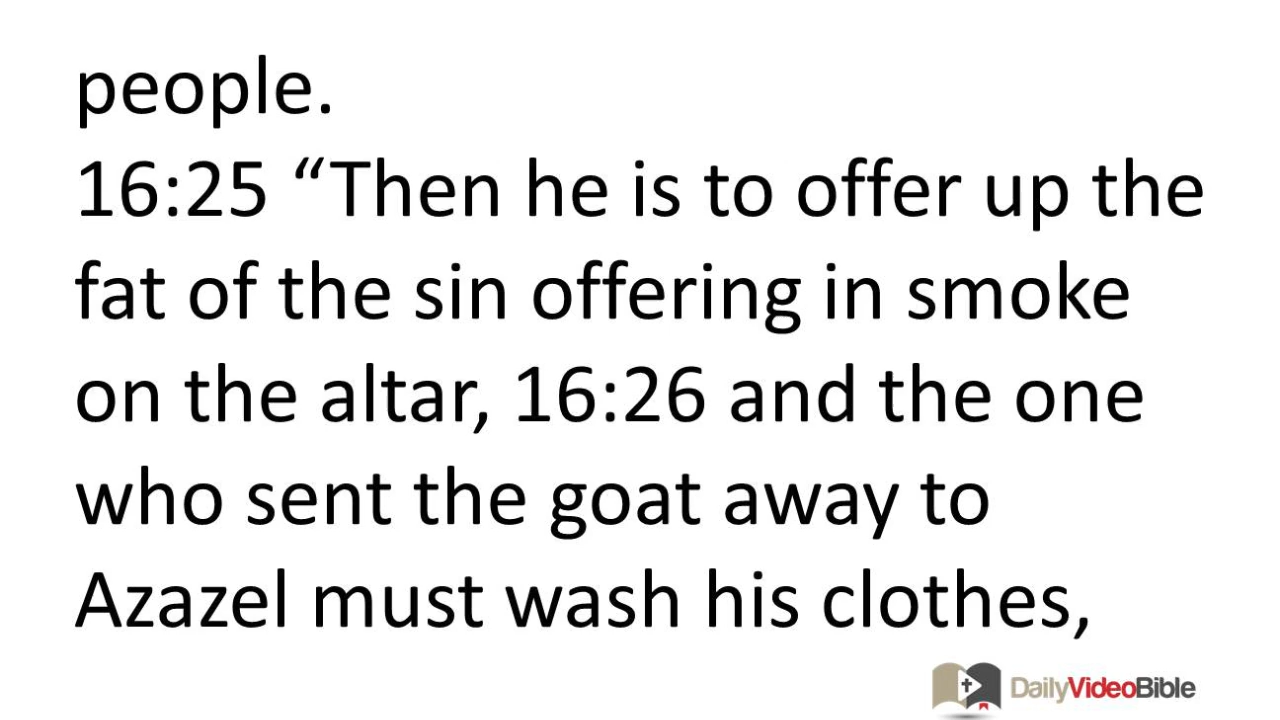 people.
16:25 “Then he is to offer up the
fat of the sin offering in smoke
on the altar, 16:26 and the one
who sent the goat away to
Azazel must wash his clothes,
DailyVideoBible